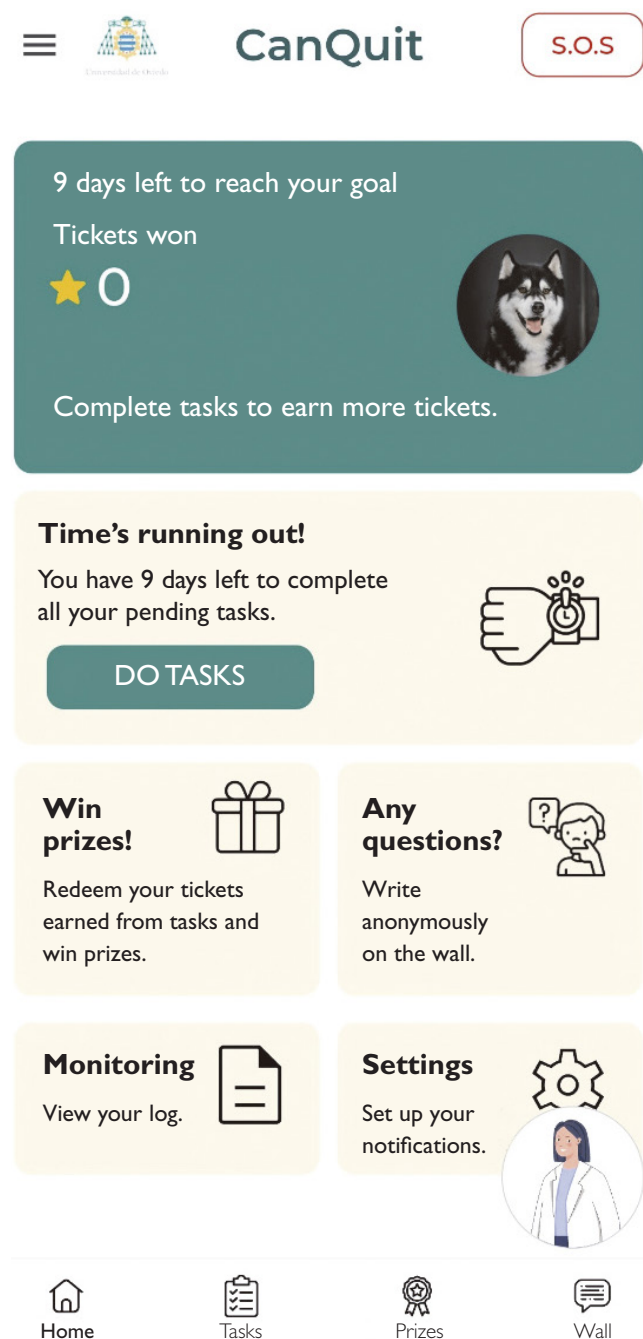 Universidad de Oviedo
CanQuit
S.O.S
9 days left to reach your goal
Tickets won
0
Complete tasks to earn more tickets.
Time's running out!
You have 9 days left to complete
all your pending tasks.
DO TASKS
Win
prizes!
Redeem your tickets
earned from tasks and
win prizes.
Any
questions?
?
Write
anonymously
on the wall.
Monitoring
View your log.
Settings
Set up your
notifications.
Home
Tasks
Prizes
Wall